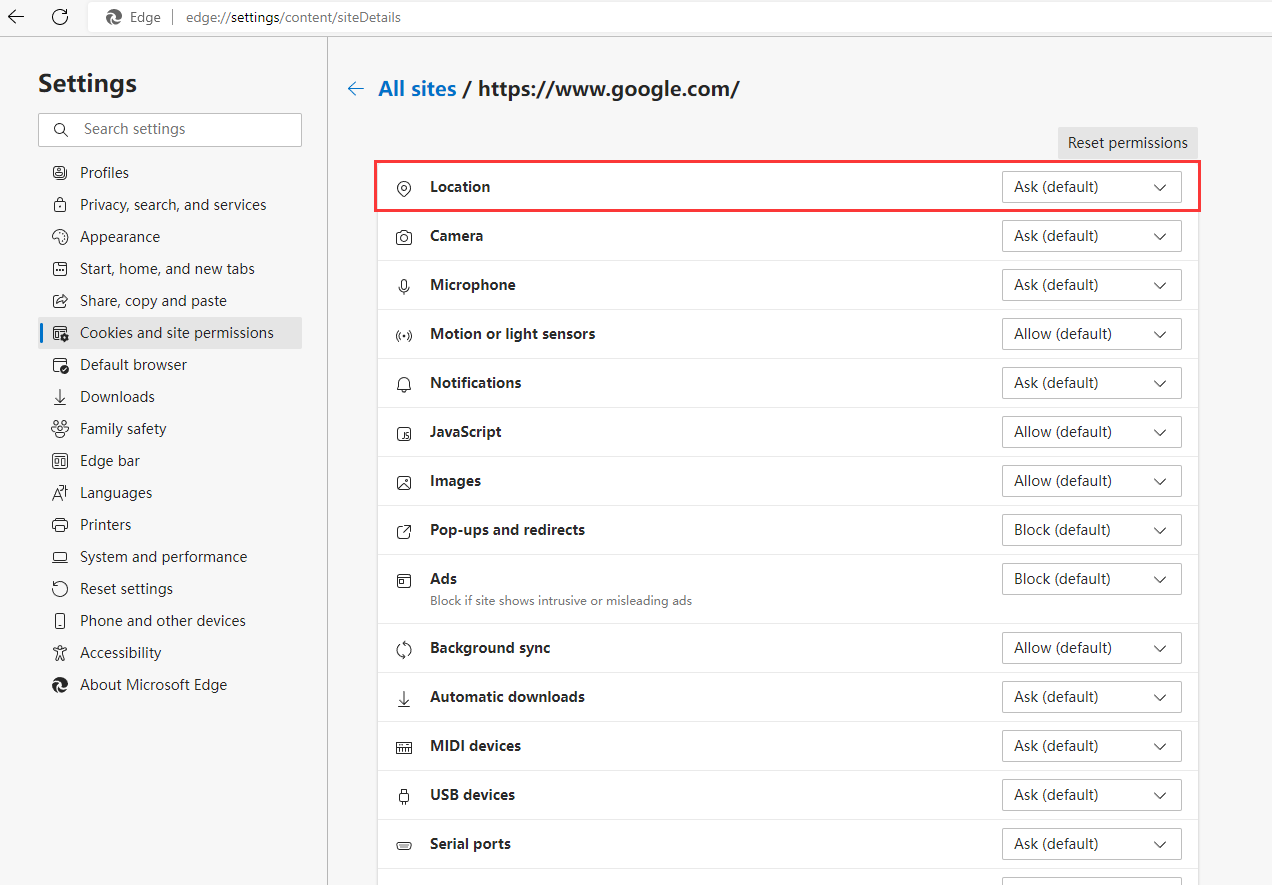 Edge edge://settings/content/siteDetails
Settings
Search settings
Profiles
Privacy, search, and services
Appearance
Start, home, and new tabs
Share, copy and paste
Cookies and site permissions
Default browser
Downloads
Family safety
Edge bar
Languages
Printers
System and performance
Reset settings
Phone and other devices
Accessibility
About Microsoft Edge
All sites / https://www.google.com/
Reset permissions
Location Ask (default)
Camera Ask (default)
Microphone Ask (default)
Motion or light sensors Allow (default)
Notifications Ask (default)
JavaScript Allow (default)
Images Allow (default)
Pop-ups and redirects Block (default)
Ads Block (default)
Block if site shows intrusive or misleading ads
Background sync Allow (default)
Automatic downloads Ask (default)
MIDI devices Ask (default)
USB devices Ask (default)
Serial ports Ask (default)